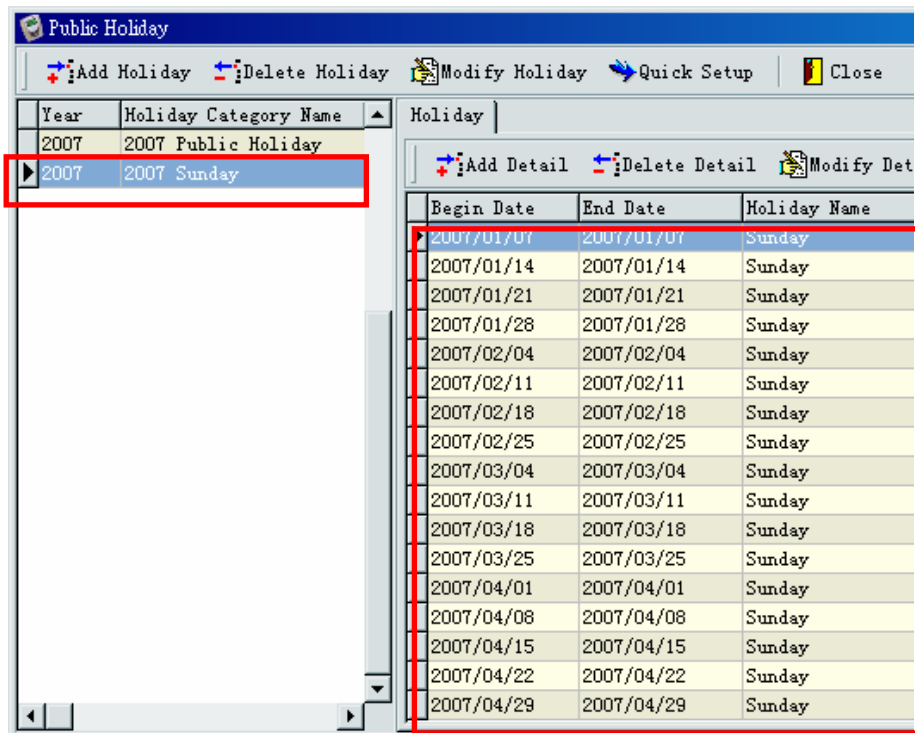 Public Holiday
Add Holiday Delete Holiday Modify Holiday Quick Setup Close
Year Holiday Category Name
2007 2007 Public Holiday
2007 2007 Sunday
Holiday
Add Detail Delete Detail Modify Det
Begin Date End Date Holiday Name
2007/01/07 2007/01/07 Sunday
2007/01/14 2007/01/14 Sunday
2007/01/21 2007/01/21 Sunday
2007/01/28 2007/01/28 Sunday
2007/02/04 2007/02/04 Sunday
2007/02/11 2007/02/11 Sunday
2007/02/18 2007/02/18 Sunday
2007/02/25 2007/02/25 Sunday
2007/03/04 2007/03/04 Sunday
2007/03/11 2007/03/11 Sunday
2007/03/18 2007/03/18 Sunday
2007/03/25 2007/03/25 Sunday
2007/04/01 2007/04/01 Sunday
2007/04/08 2007/04/08 Sunday
2007/04/15 2007/04/15 Sunday
2007/04/22 2007/04/22 Sunday
2007/04/29 2007/04/29 Sunday